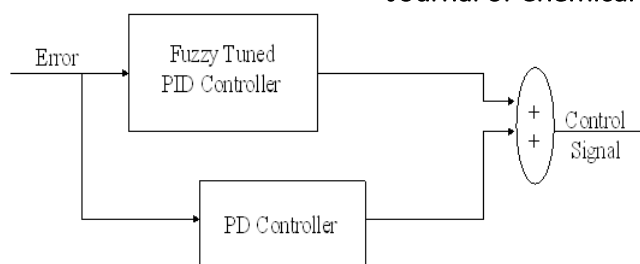 Journal of Chemical
Error
Fuzzy Tuned
PID Controller
+
+
Control
Signal
PD Controller